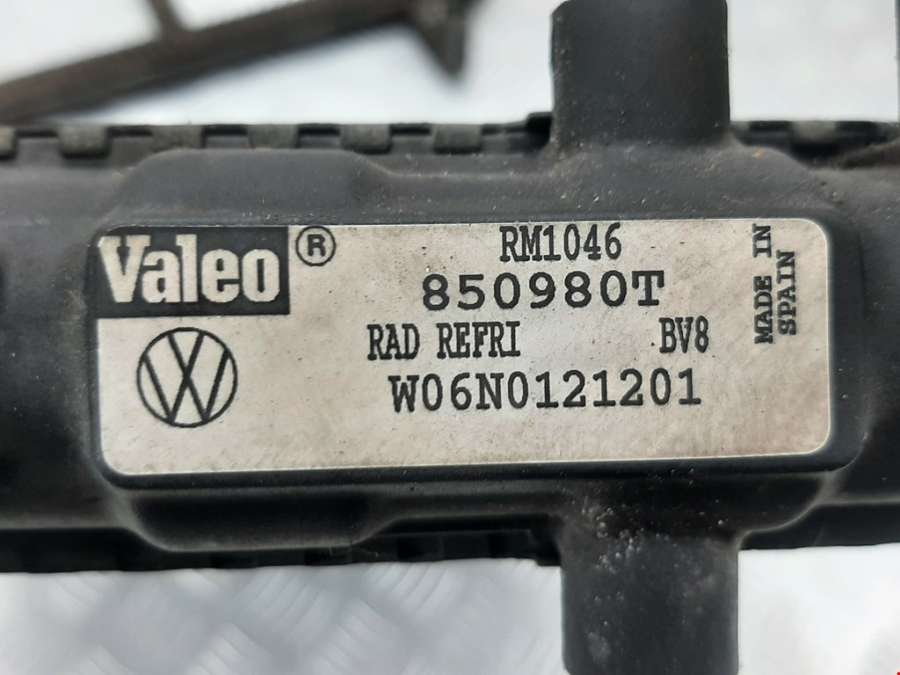 Valeo ®
RM1046
850980T
RAD REFRI BV8
W06N0121201
MADE IN
SPAIN